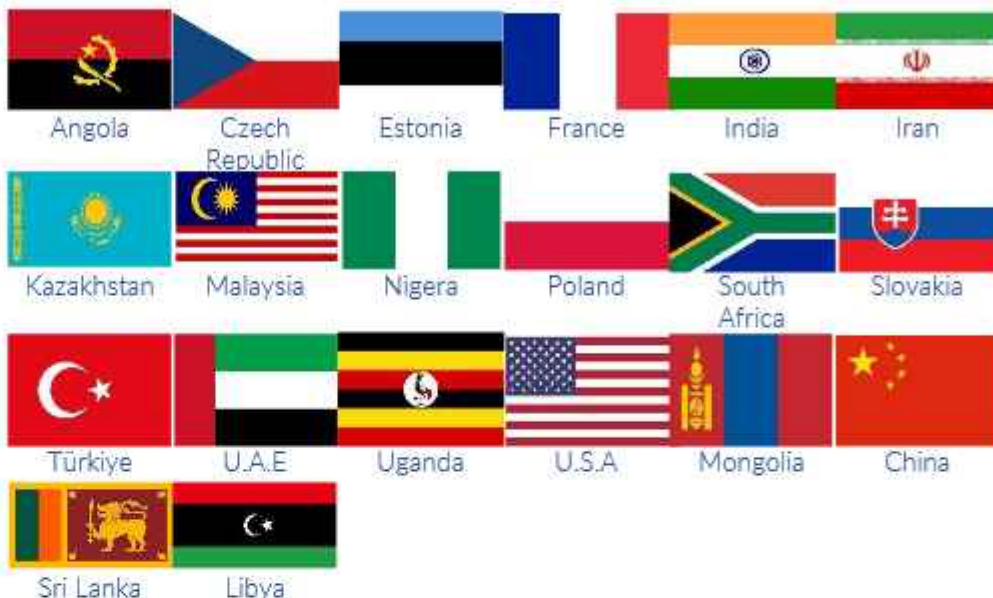 Angola
Czech
Republic
Estonia
France
India
Iran
Kazakhstan
Malaysia
Nigera
Poland
South
Africa
Slovakia
Türkiye
U.A.E
Uganda
U.S.A
Mongolia
China
Sri Lanka
Libya